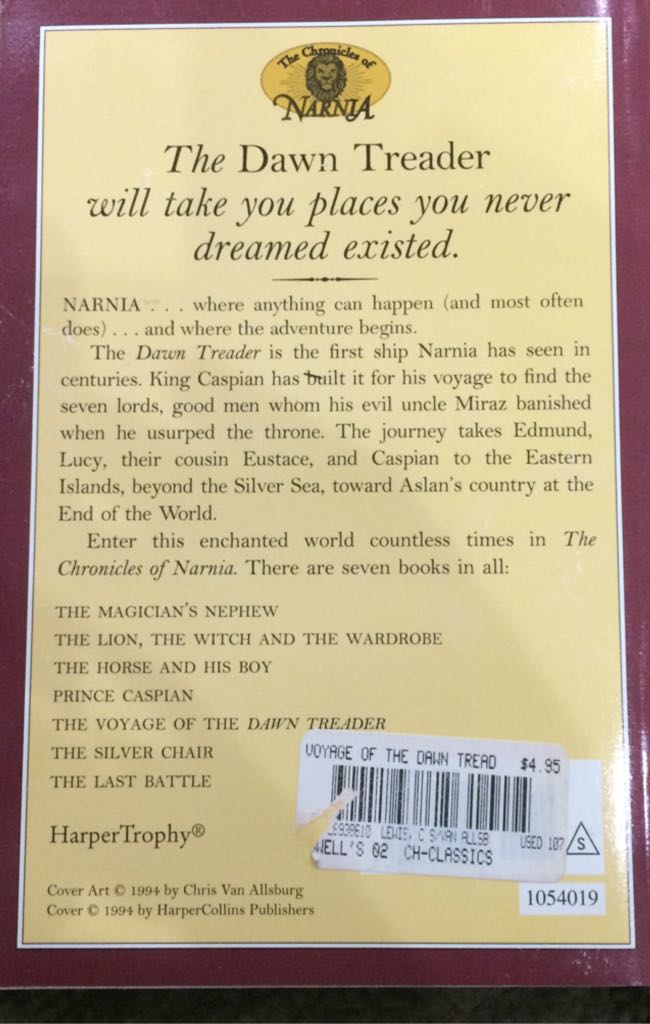 The Chronicles of
NARNIA
The Dawn Treader
will take you places you never
dreamed existed.
NARNIA . . . where anything can happen (and most often
does) . . . and where the adventure begins.
The Dawn Treader is the first ship Narnia has seen in
centuries. King Caspian has built it for his voyage to find the
seven lords, good men whom his evil uncle Miraz banished
when he usurped the throne. The journey takes Edmund,
Lucy, their cousin Eustace, and Caspian to the Eastern
Islands, beyond the Silver Sea, toward Aslan's country at the
End of the World.
Enter this enchanted world countless times in The
Chronicles of Narnia. There are seven books in all:
THE MAGICIAN'S NEPHEW
THE LION, THE WITCH AND THE WARDROBE
THE HORSE AND HIS BOY
PRINCE CASPIAN
THE VOYAGE OF THE DAWN TREADER
THE SILVER CHAIR
THE LAST BATTLE
VOYAGE OF THE DAWN TREAD $4.95
LEWIS, C S/VAN ALLSB USED 107
WELL'S 02 CH-CLASSICS
S
HarperTrophy®
Cover Art © 1994 by Chris Van Allsburg
Cover © 1994 by HarperCollins Publishers
1054019